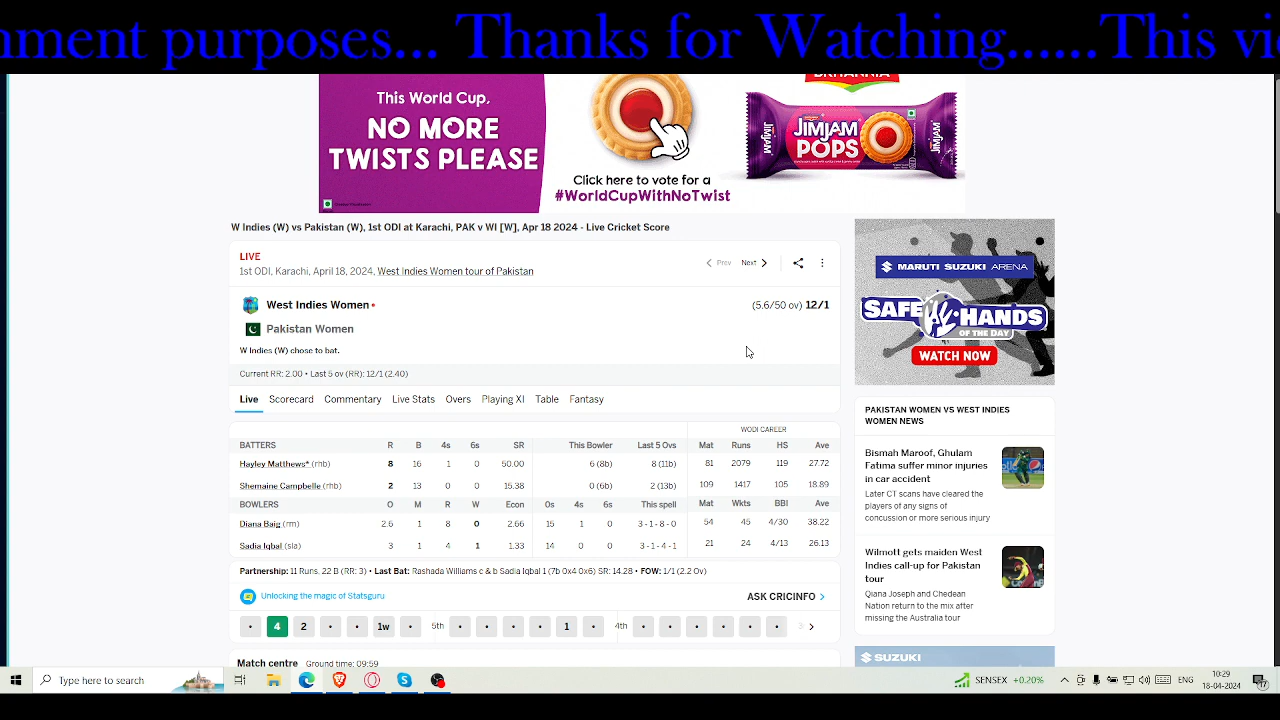 nment purposes... Thanks for Watching......This vi
This World Cup,
NO MORE
TWISTS PLEASE
BRITANNIA
JIMJAM
POPS
JIMJAM
JIMJAM
Click here to vote for a
#WorldCupWithNoTwist
W Indies (W) vs Pakistan (W), 1st ODI at Karachi, PAK v WI [W], Apr 18 2024 - Live Cricket Score
LIVE
1st ODI, Karachi, April 18, 2024, West Indies Women tour of Pakistan
Prev Next
West Indies Women • (5.6/50 ov) 12/1
Pakistan Women
W Indies (W) chose to bat.
Current RR: 2.00 • Last 5 ov (RR): 12/1 (2.40)
Live Scorecard Commentary Live Stats Overs Playing XI Table Fantasy
WODI CAREER
BATTERS R B 4s 6s SR This Bowler Last 5 Ovs Mat Runs HS Ave
Hayley Matthews* (rhb) 8 16 1 0 50.00 6 (8b) 8 (11b) 81 2079 119 27.72
Shemaine Campbelle (rhb) 2 13 0 0 15.38 0 (6b) 2 (13b) 109 1417 105 18.89
BOWLERS O M R W Econ 0s 4s 6s This spell Mat Wkts BBI Ave
Diana Baig (rm) 2.6 1 8 0 2.66 15 1 0 3 - 1 - 8 - 0 54 45 4/30 38.22
Sadia Iqbal (sla) 3 1 4 1 1.33 14 0 0 3 - 1 - 4 - 1 21 24 4/13 26.13
Partnership: 11 Runs, 22 B (RR: 3) • Last Bat: Rashada Williams c & b Sadia Iqbal 1 (7b 0x4 0x6) SR: 14.28 • FOW: 1/1 (2.2 Ov)
Unlocking the magic of Statsguru ASK CRICINFO
• 4 2 • • 1w • 5th • • • • 1 • 4th • • • • • • 3
Match centre Ground time: 09:59
MARUTI SUZUKI ARENA
SAFE HANDS
OF THE DAY
WATCH NOW
PAKISTAN WOMEN VS WEST INDIES
WOMEN NEWS
Bismah Maroof, Ghulam
Fatima suffer minor injuries
in car accident
Later CT scans have cleared the
players of any signs of
concussion or more serious injury
Wilmott gets maiden West
Indies call-up for Pakistan
tour
Qiana Joseph and Chedean
Nation return to the mix after
missing the Australia tour
SUZUKI
Type here to search
SENSEX +0.20%
ENG
10:29
18-04-2024